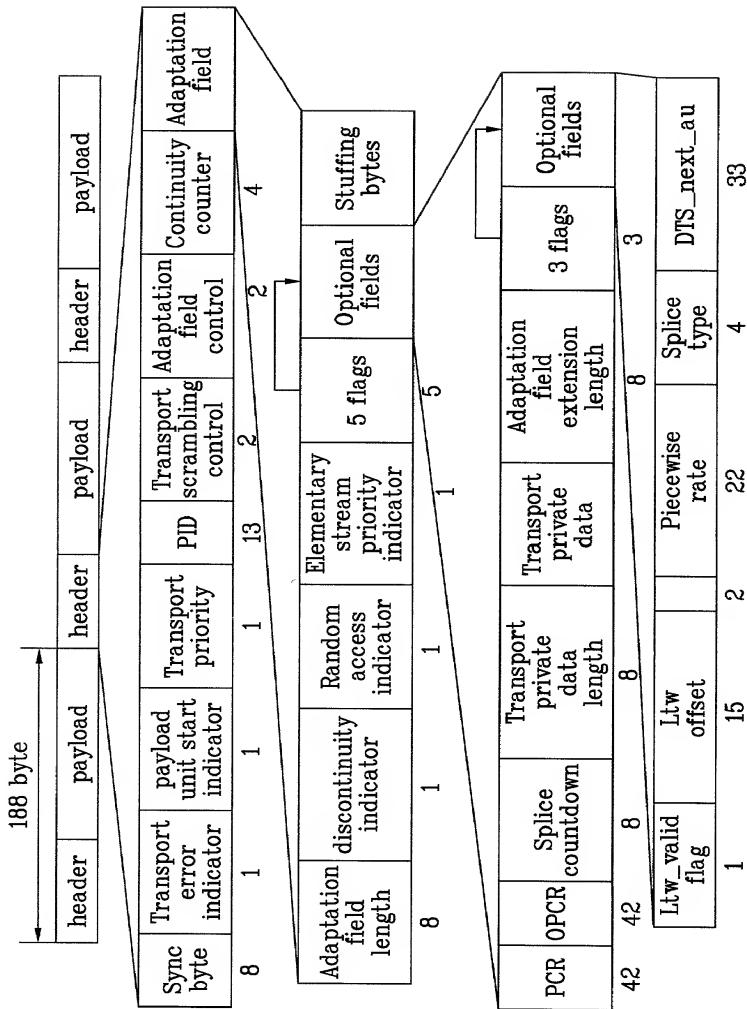 188 byte
header
payload
header
payload
header
payload
Sync
byte
Transport
error
indicator
payload
unit start
indicator
Transport
priority
PID
Transport
scrambling
control
Adaptation
field
control
Continuity
counter
Adaptation
field
8
1
1
1
13
2
2
4
Adaptation
field
length
discontinuity
indicator
Random
access
indicator
Elementary
stream
priority
indicator
5 flags
Optional
fields
Stuffing
bytes
8
1
1
1
5
PCR
OPCR
Splice
countdown
Transport
private
data
length
Transport
private
data
Adaptation
field
extension
length
3 flags
Optional
fields
42
42
8
8
8
3
Ltw_valid
flag
Ltw
offset
Piecewise
rate
Splice
type
DTS_next_au
1
15
2
22
4
33